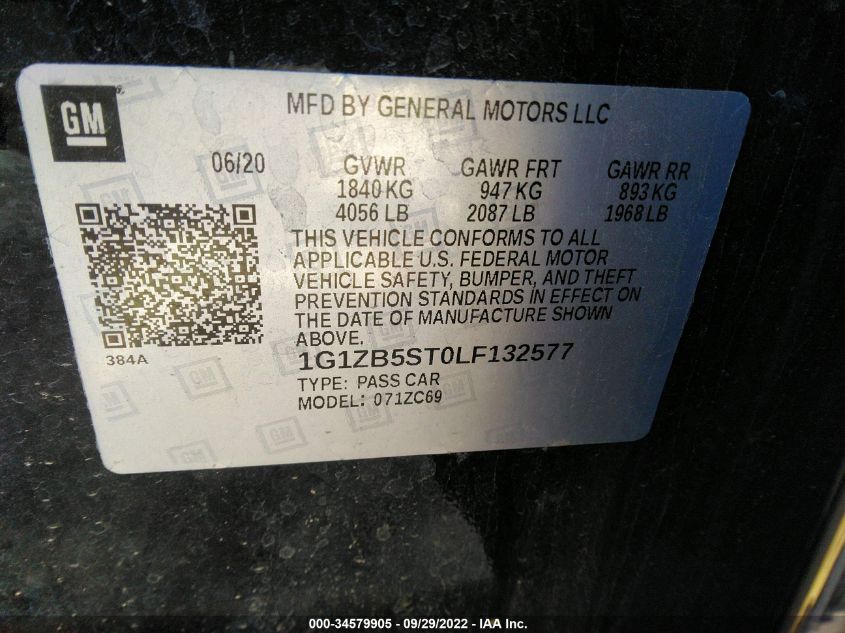 GM
MFD BY GENERAL MOTORS LLC
06/20 GVWR GAWR FRT GAWR RR
1840 KG 947 KG 893 KG
4056 LB 2087 LB 1968 LB
THIS VEHICLE CONFORMS TO ALL
APPLICABLE U.S. FEDERAL MOTOR
VEHICLE SAFETY, BUMPER, AND THEFT
PREVENTION STANDARDS IN EFFECT ON
THE DATE OF MANUFACTURE SHOWN
ABOVE.
384A
1G1ZB5ST0LF132577
TYPE: PASS CAR
MODEL: 071ZC69
000-34579905 - 09/29/2022 - IAA Inc.